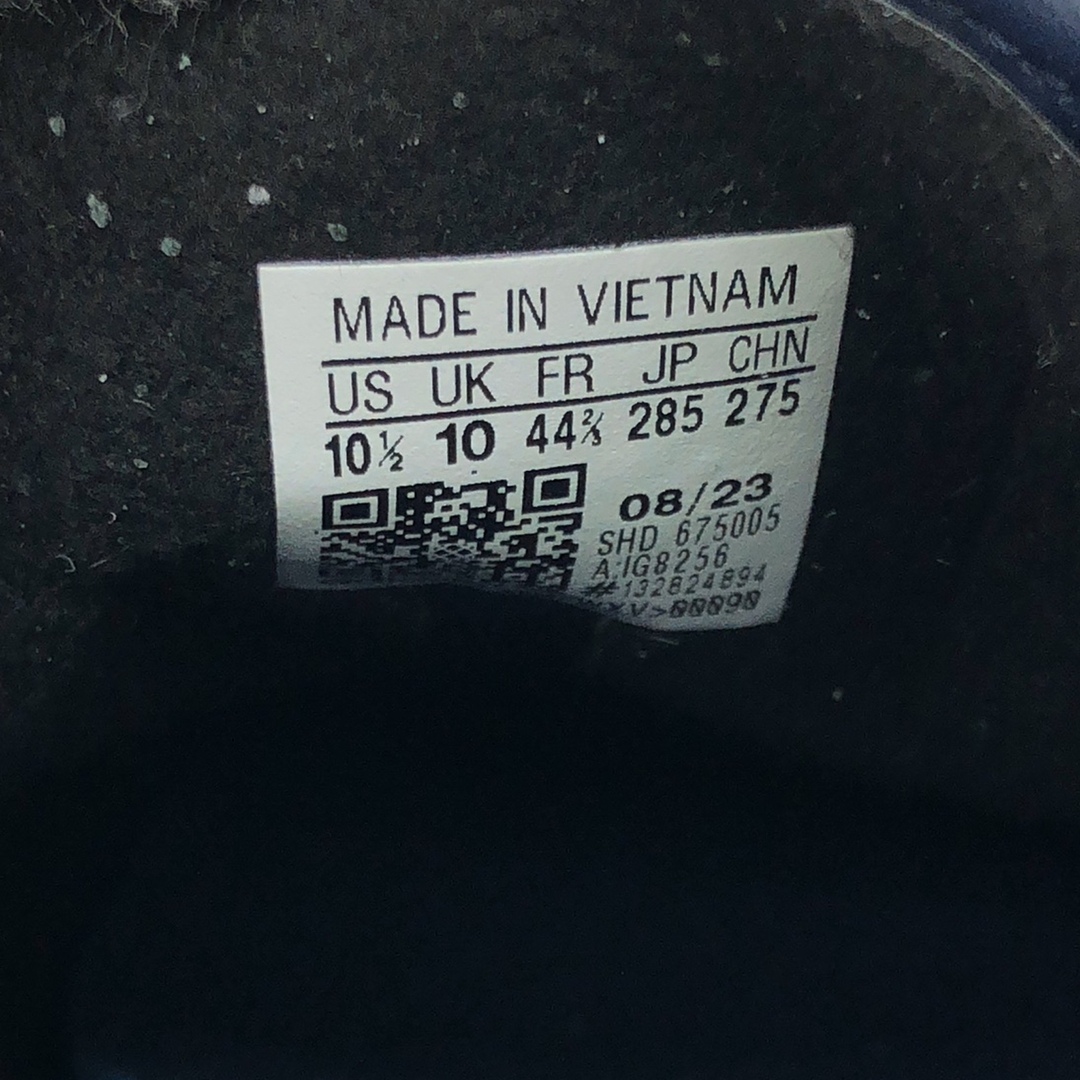 MADE IN VIETNAM
US UK FR JP CHN
10½ 10 44⅔ 285 275
08/23
SHD 675005
A:IG8256
#132824894
V>00090